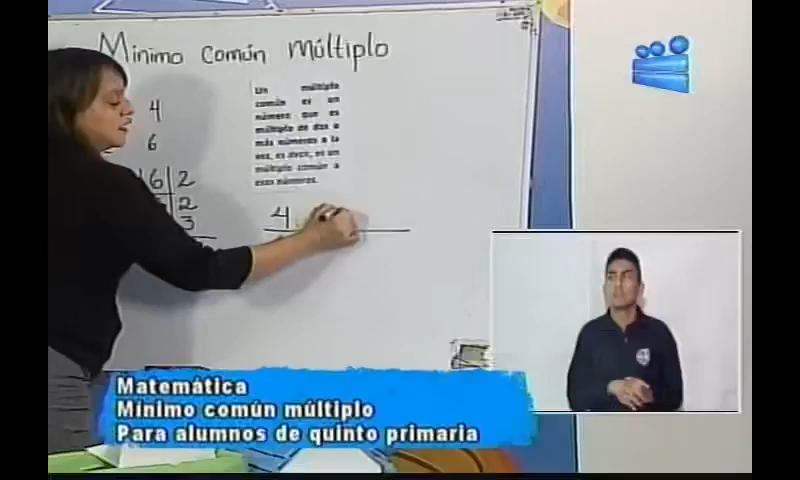 Mínimo común múltiplo
4
6
Un múltiplo
común es un
número que es
múltiplo de dos o
más números a la
vez, es decir, es un
múltiplo común a
esos números.
6 2
2
3
4
Matemática
Mínimo común múltiplo
Para alumnos de quinto primaria